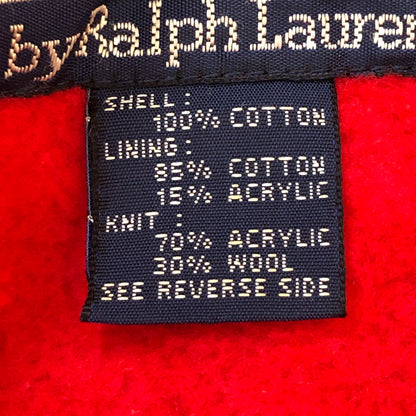 by Ralph Lauren
SHELL:
100% COTTON
LINING:
85% COTTON
15% ACRYLIC
KNIT:
70% ACRYLIC
30% WOOL
SEE REVERSE SIDE